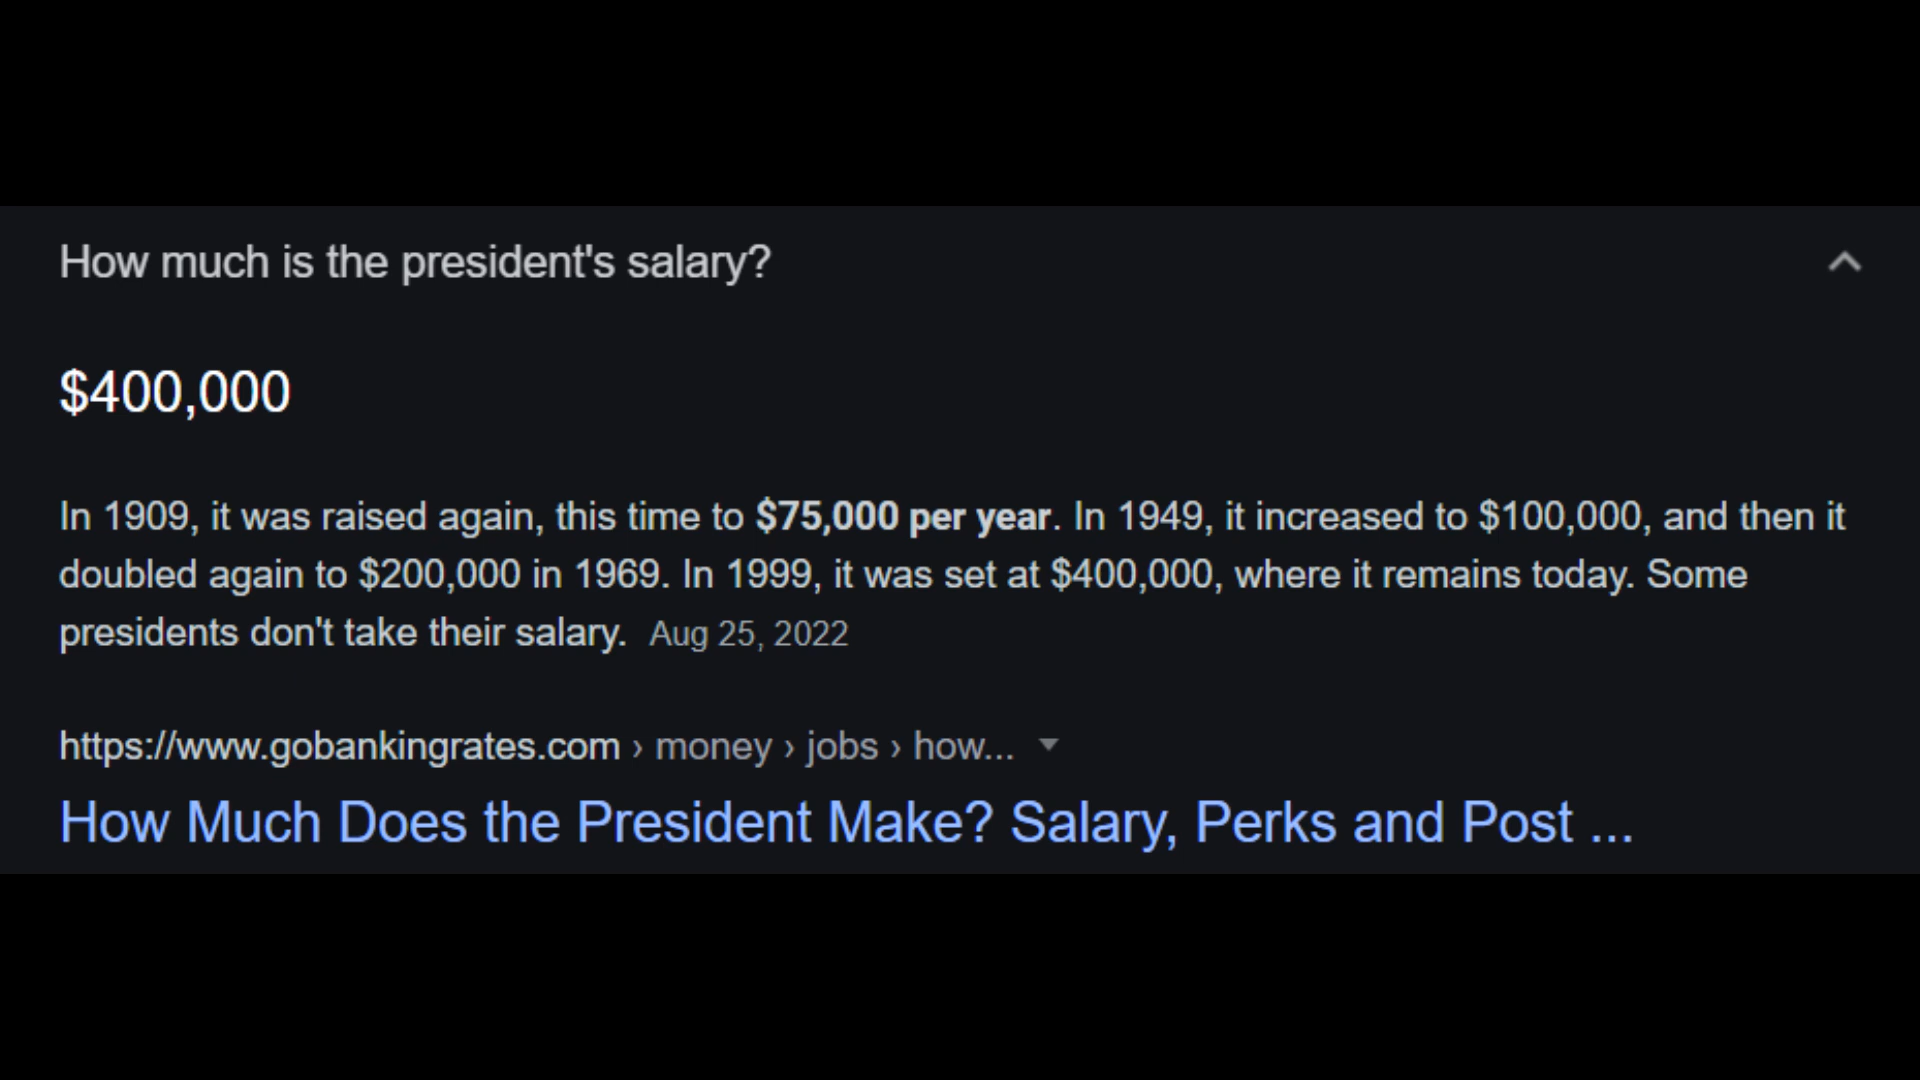 How much is the president's salary?
$400,000
In 1909, it was raised again, this time to $75,000 per year. In 1949, it increased to $100,000, and then it
doubled again to $200,000 in 1969. In 1999, it was set at $400,000, where it remains today. Some
presidents don't take their salary. Aug 25, 2022
https://www.gobankingrates.com › money › jobs › how...
How Much Does the President Make? Salary, Perks and Post ...